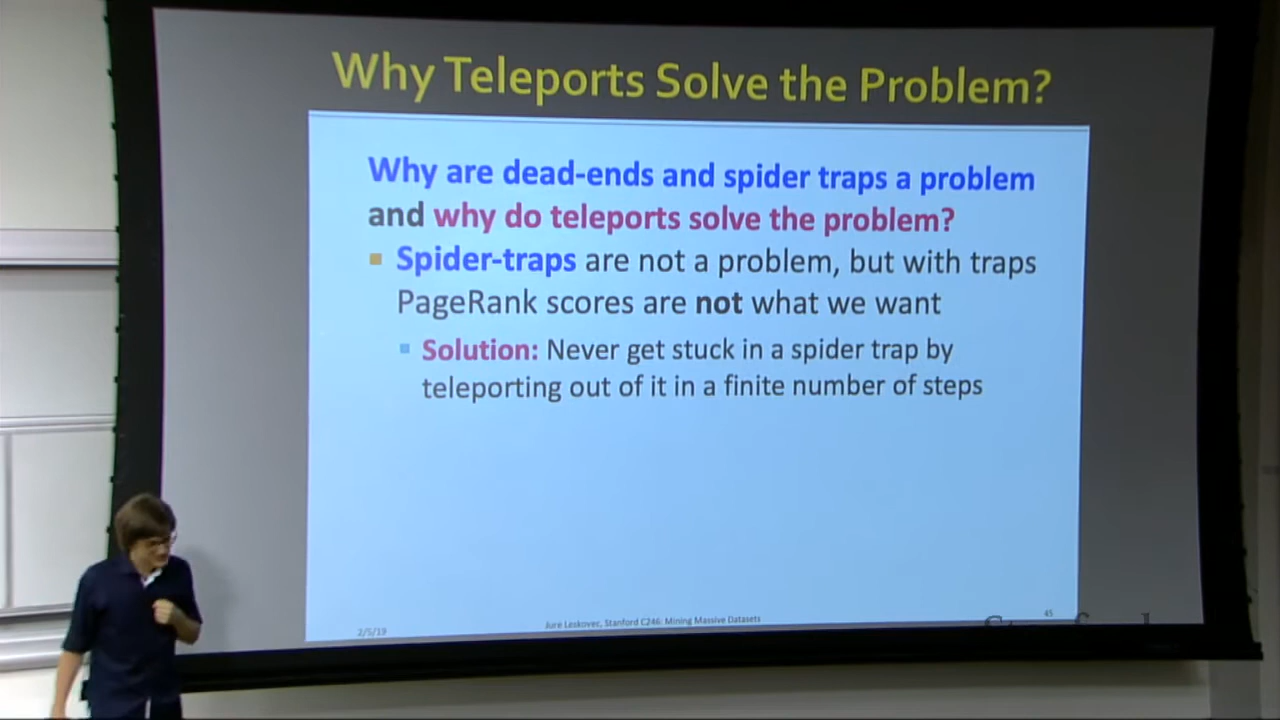 Why Teleports Solve the Problem?
Why are dead-ends and spider traps a problem
and why do teleports solve the problem?
Spider-traps are not a problem, but with traps
PageRank scores are not what we want
Solution: Never get stuck in a spider trap by
teleporting out of it in a finite number of steps
2/5/19
Jure Leskovec, Stanford C246: Mining Massive Datasets
45